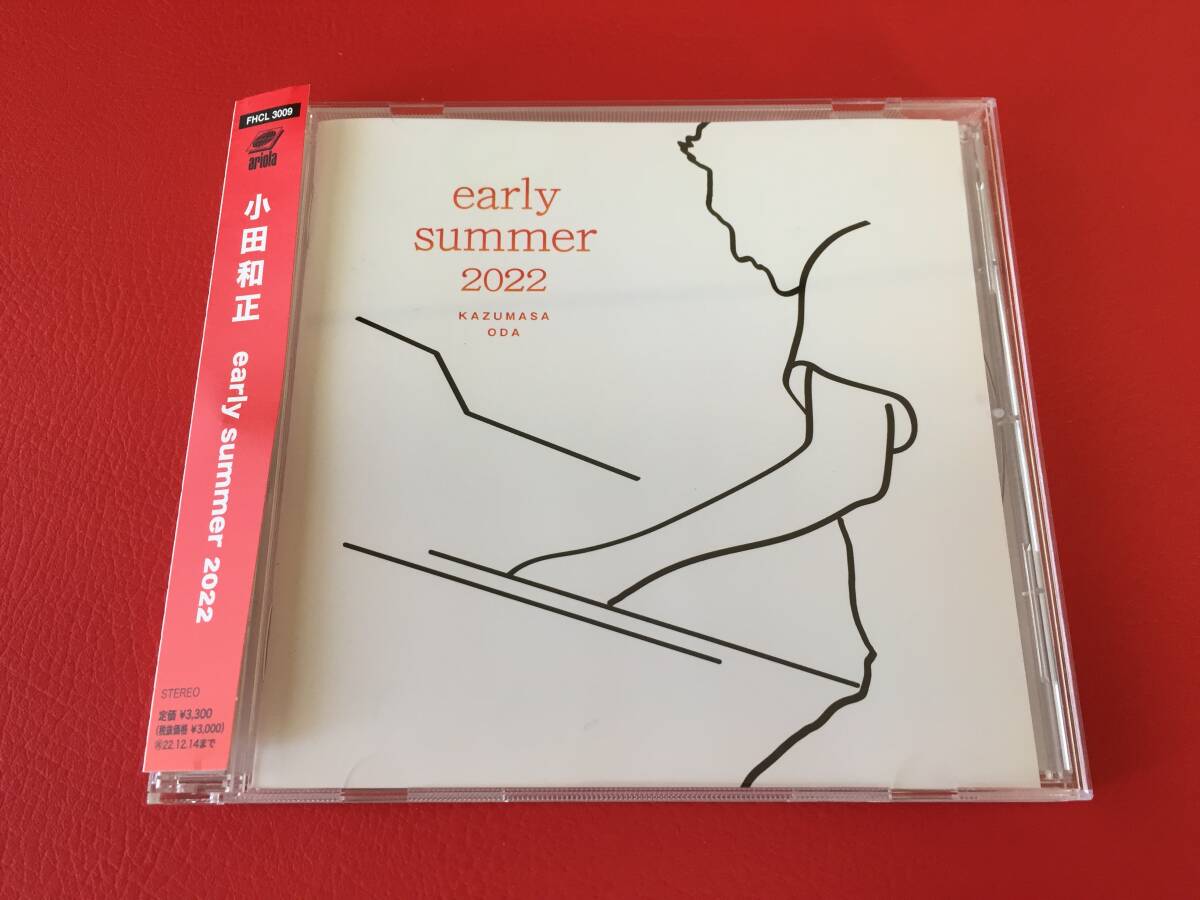 FHCL 3009
ariola
小田和正 early summer 2022
STEREO
定価 ¥3,300
(税抜価格 ¥3,000)
Ⓗ22.12.14まで
early
summer
2022
KAZUMASA
ODA